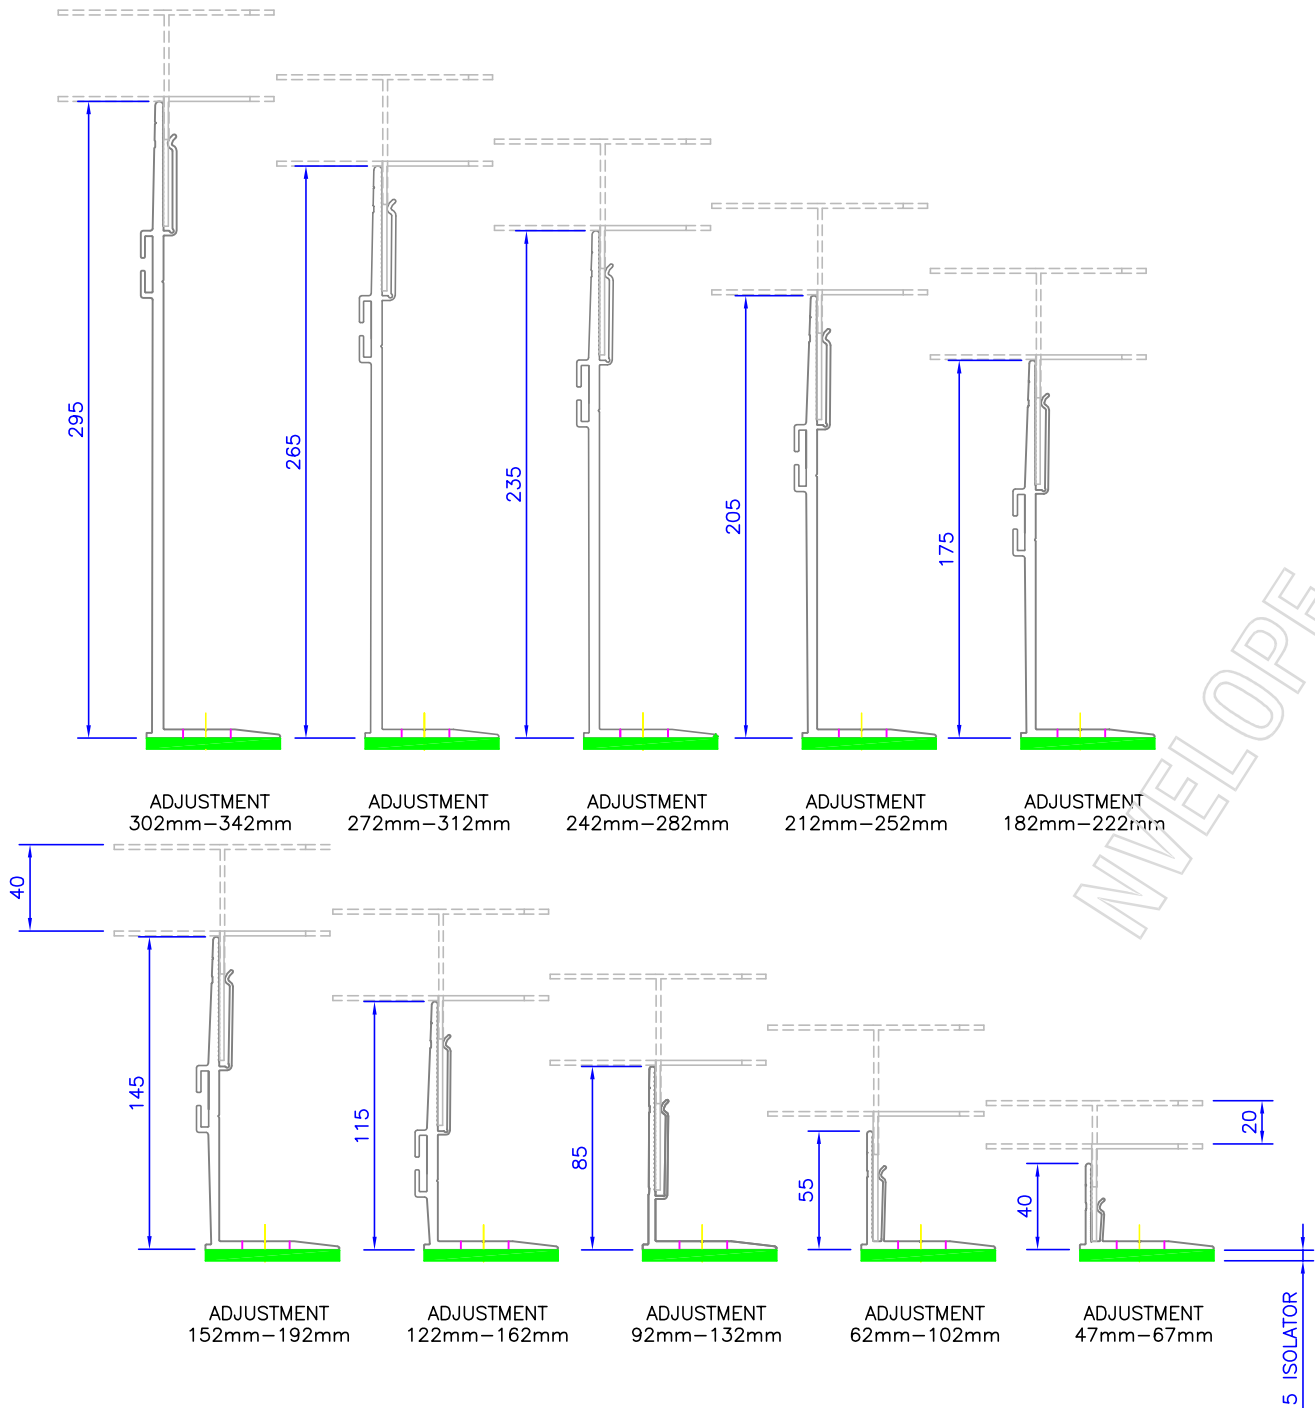 295
265
235
205
175
ADJUSTMENT
302mm-342mm
ADJUSTMENT
272mm-312mm
ADJUSTMENT
242mm-282mm
ADJUSTMENT
212mm-252mm
ADJUSTMENT
182mm-222mm
NVELOPE
40
145
115
85
55
40
20
5 ISOLATOR
ADJUSTMENT
152mm-192mm
ADJUSTMENT
122mm-162mm
ADJUSTMENT
92mm-132mm
ADJUSTMENT
62mm-102mm
ADJUSTMENT
47mm-67mm